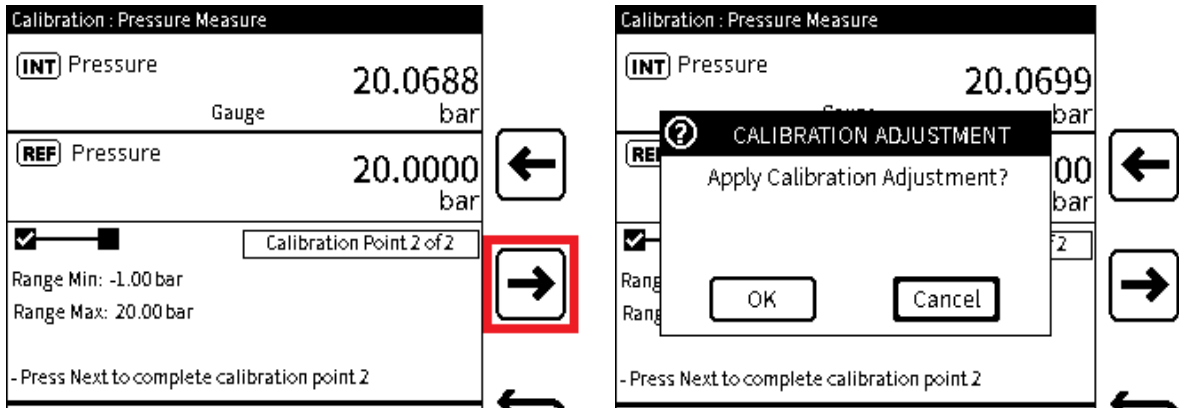 Calibration : Pressure Measure
INT Pressure
20.0688
Gauge bar
REF Pressure
20.0000
bar
Calibration Point 2 of 2
Range Min: -1.00 bar
Range Max: 20.00 bar
- Press Next to complete calibration point 2
Calibration : Pressure Measure
INT Pressure
20.0699
bar
CALIBRATION ADJUSTMENT
Apply Calibration Adjustment?
00
bar
2
OK Cancel
- Press Next to complete calibration point 2